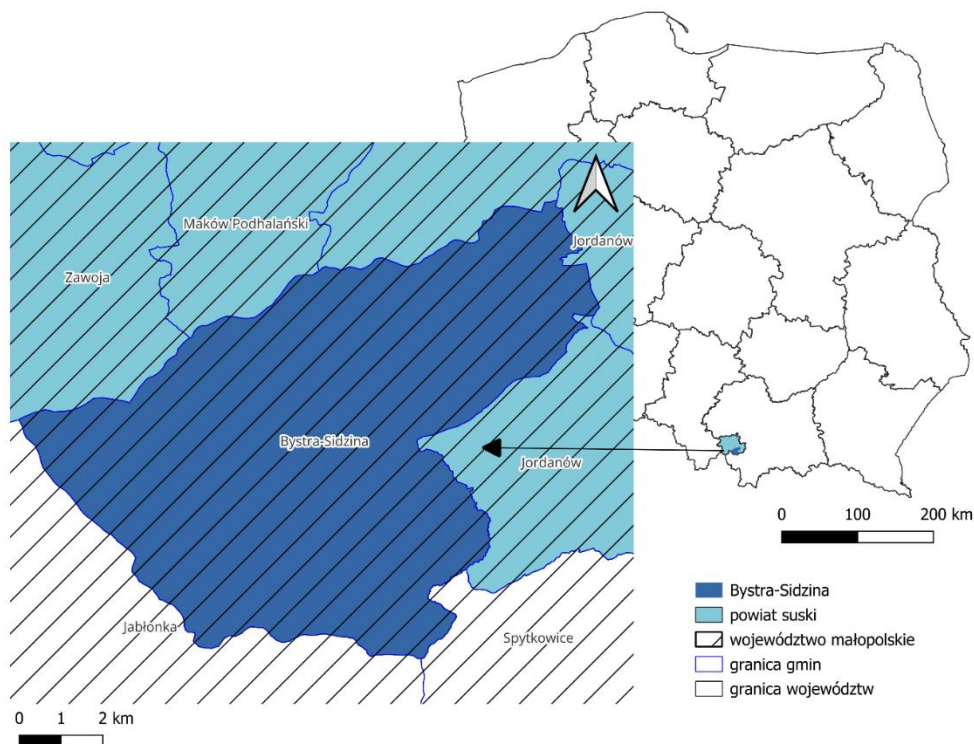 Maków Podhalański
Jordanów
Zawoja
Bystra-Sidzina
Jordanów
Jabłonka
Spytkowice
0 100 200 km
Bystra-Sidzina
powiat suski
województwo małopolskie
granica gmin
granica województw
0 1 2 km